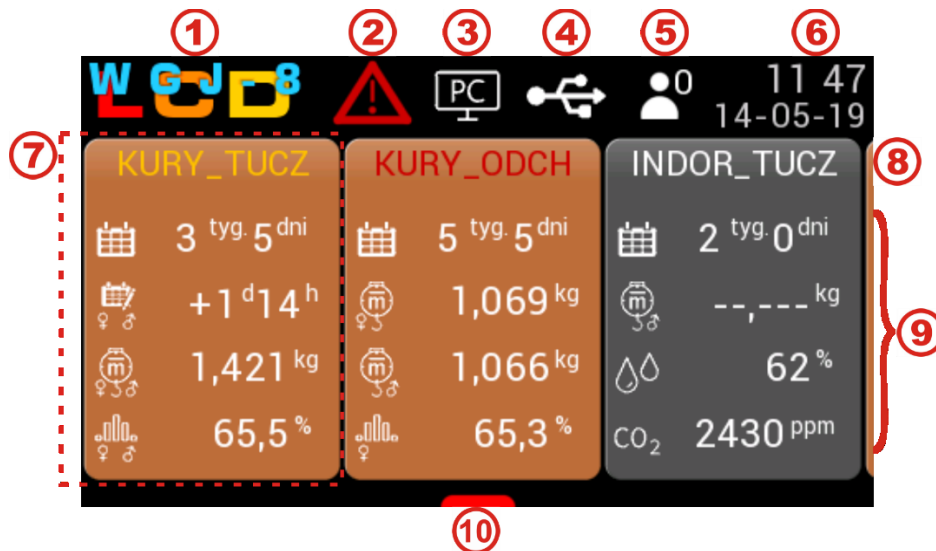 1 2 3 4 5 6
WLGCJD-8 PC 0 11 47
14-05-19
7 KURY_TUCZ KURY_ODCH INDOR_TUCZ 8
3 tyg. 5 dni 5 tyg. 5 dni 2 tyg. 0 dni
+1 d 14 h m 1,069 kg m --,--- kg
9
m 1,421 kg m 1,066 kg 62 %
65,5 % 65,3 % CO2 2430 ppm
10